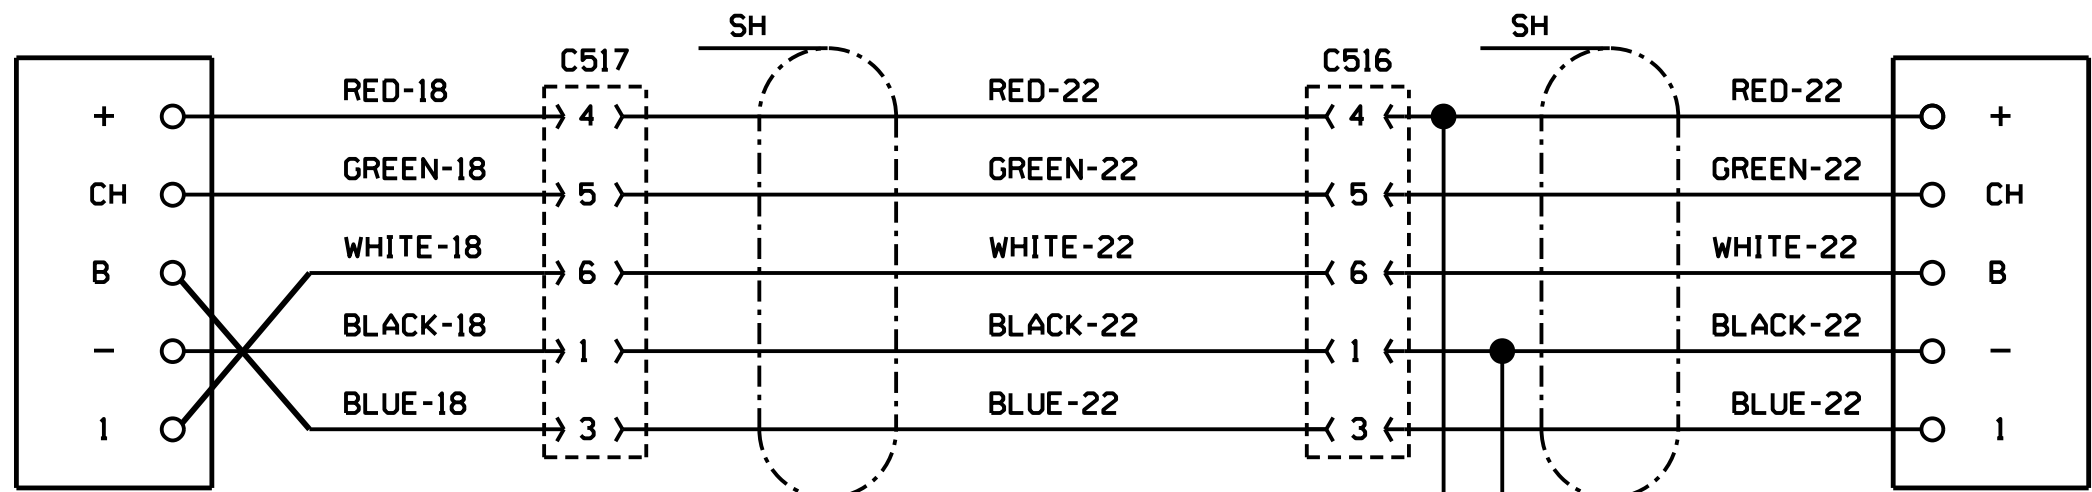 SH SH
C517 C516
RED-18 RED-22 RED-22
+ 4 4 +
GREEN-18 GREEN-22 GREEN-22
CH 5 5 CH
WHITE-18 WHITE-22 WHITE-22
B 6 6 B
BLACK-18 BLACK-22 BLACK-22
- 1 1 -
BLUE-18 BLUE-22 BLUE-22
1 3 3 1